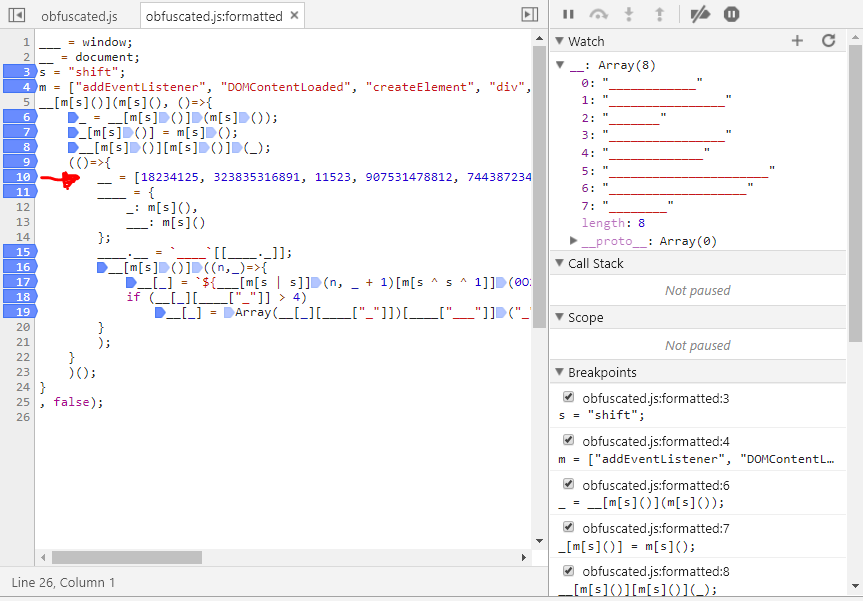 obfuscated.js
obfuscated.js:formatted ×
1 ___ = window;
2 __ = document;
3 s = "shift";
4 m = ["addEventListener", "DOMContentLoaded", "createElement", "div",
5 __[m[s]()](m[s](), ()=>{
6 _ = __[m[s]()](m[s]());
7 _[m[s]()] = m[s]();
8 __[m[s]()][m[s]()](_);
9 (()=>{
10 __ = [18234125, 323835316891, 11523, 907531478812, 744387234
11 ____ = {
12 _: m[s](),
13 ___: m[s]()
14 };
15 ____.__ = `____`[[____._]];
16 __[m[s]()]((n,_)=>{
17 __[_] = `${___[m[s | s]](n, _ + 1)[m[s ^ s ^ 1]](0O
18 if (__[_][____["_"]] > 4)
19 __[_] = Array(__[_][____["_"]])[____["___"]]("_
20 }
21 );
22 }
23 )();
24 }
25 , false);
26
Line 26, Column 1
Watch
__: Array(8)
0: "____________"
1: "________________"
2: "_______"
3: "________________"
4: "_____________"
5: "______________________"
6: "___________________"
7: "________"
length: 8
__proto__: Array(0)
Call Stack
Not paused
Scope
Not paused
Breakpoints
obfuscated.js:formatted:3
s = "shift";
obfuscated.js:formatted:4
m = ["addEventListener", "DOMContentL…
obfuscated.js:formatted:6
_ = __[m[s]()](m[s]());
obfuscated.js:formatted:7
_[m[s]()] = m[s]();
obfuscated.js:formatted:8
__[m[s]()][m[s]()](_);